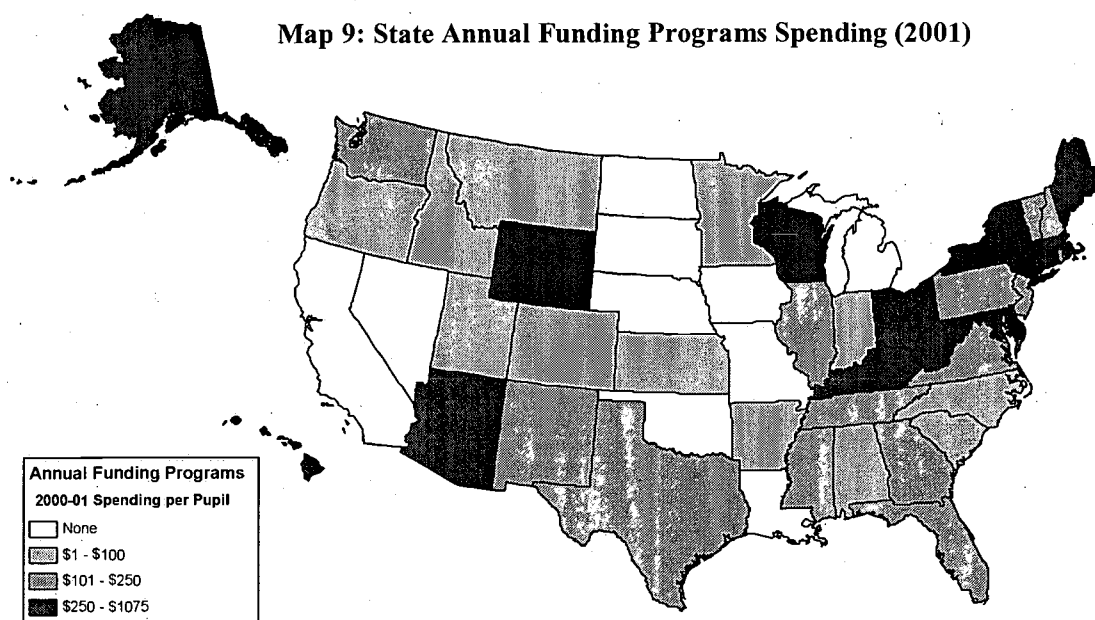 Map 9: State Annual Funding Programs Spending (2001)
Annual Funding Programs
2000-01 Spending per Pupil
None
$1 - $100
$101 - $250
$250 - $1075